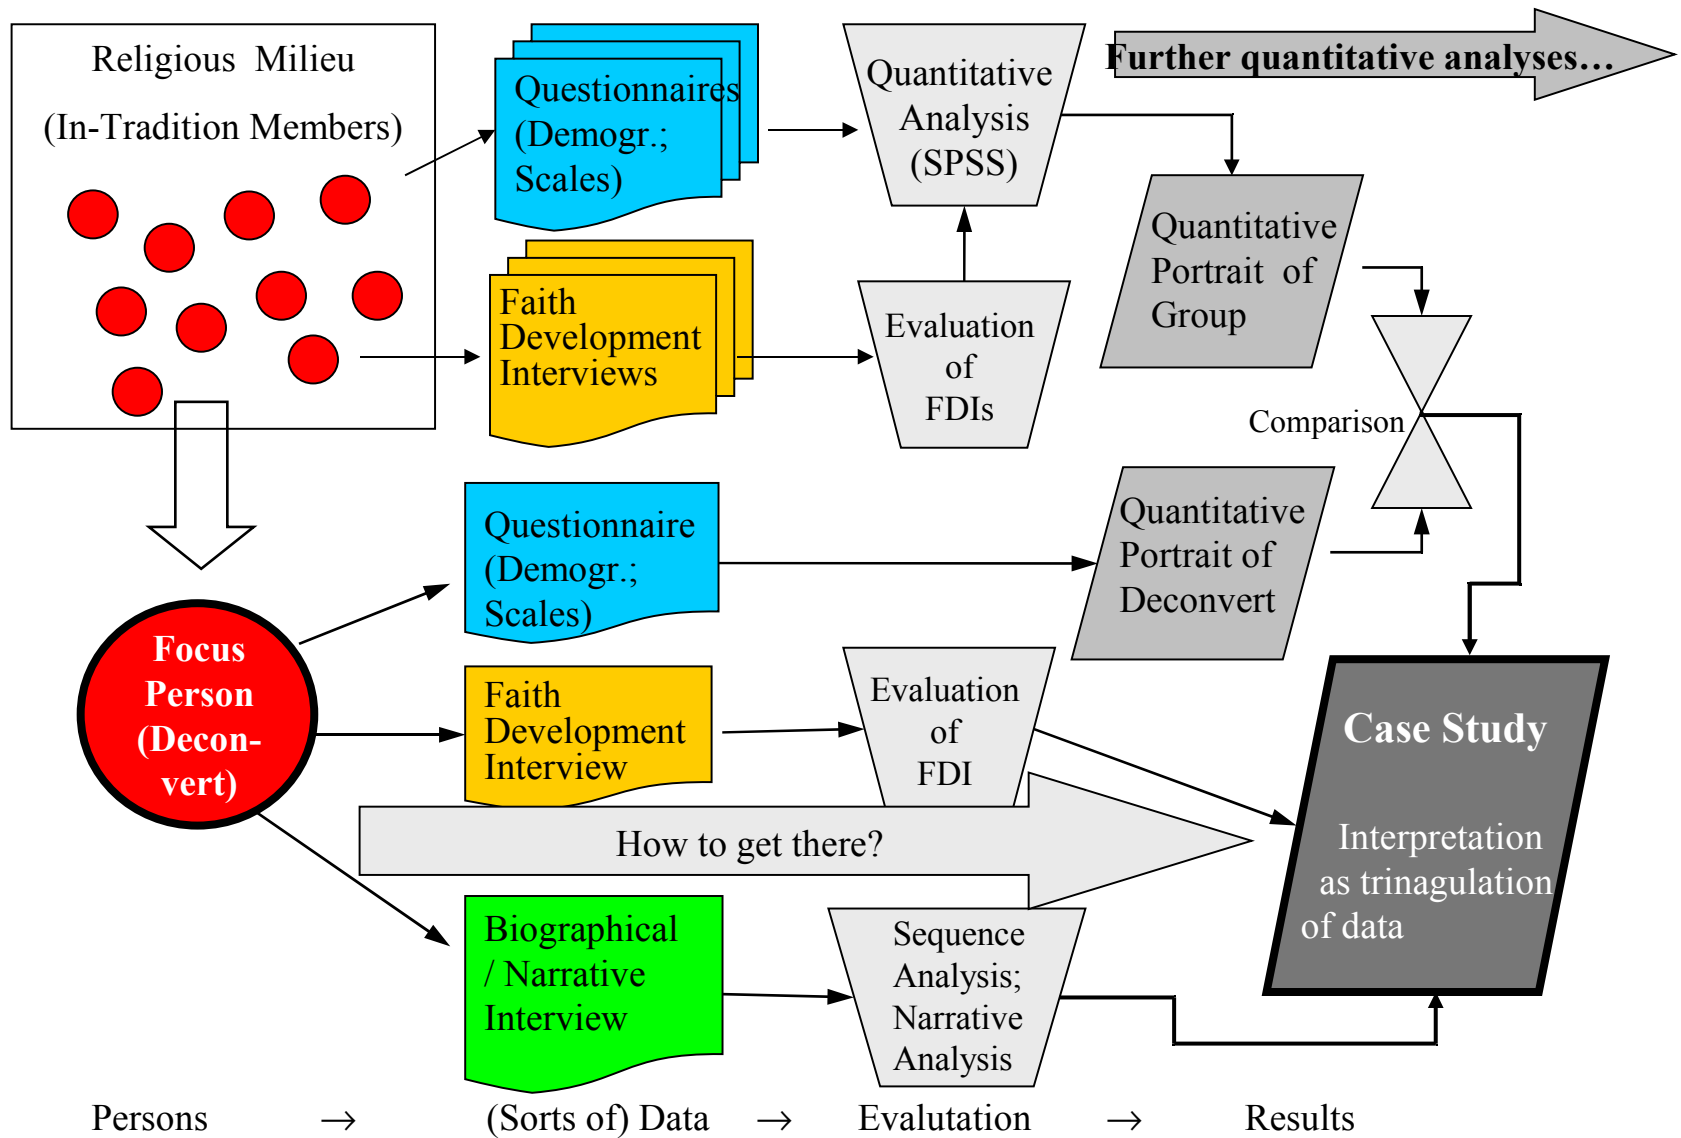 Religious Milieu
(In-Tradition Members)
Questionnaires
(Demogr.;
Scales)
Quantitative
Analysis
(SPSS)
Further quantitative analyses…
Quantitative
Portrait of
Group
Faith
Development
Interviews
Evaluation
of
FDIs
Comparison
Questionnaire
(Demogr.;
Scales)
Quantitative
Portrait of
Deconvert
Focus
Person
(Decon-
vert)
Faith
Development
Interview
Evaluation
of
FDI
Case Study
Interpretation
as trinagulation
of data
How to get there?
Biographical
/ Narrative
Interview
Sequence
Analysis;
Narrative
Analysis
Persons → (Sorts of) Data → Evalutation → Results